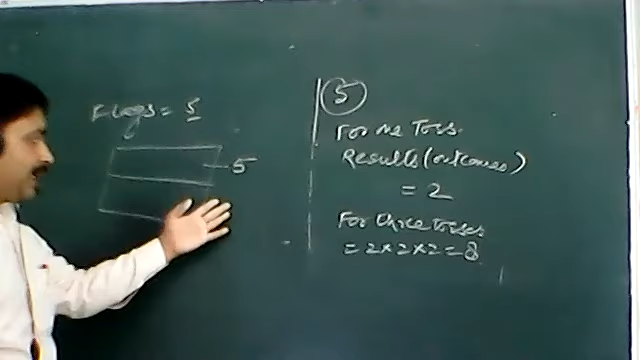 Flags = 5
5
5
For one Toss.
Results (outcomes)
= 2
For three tosses
= 2×2×2 = 8